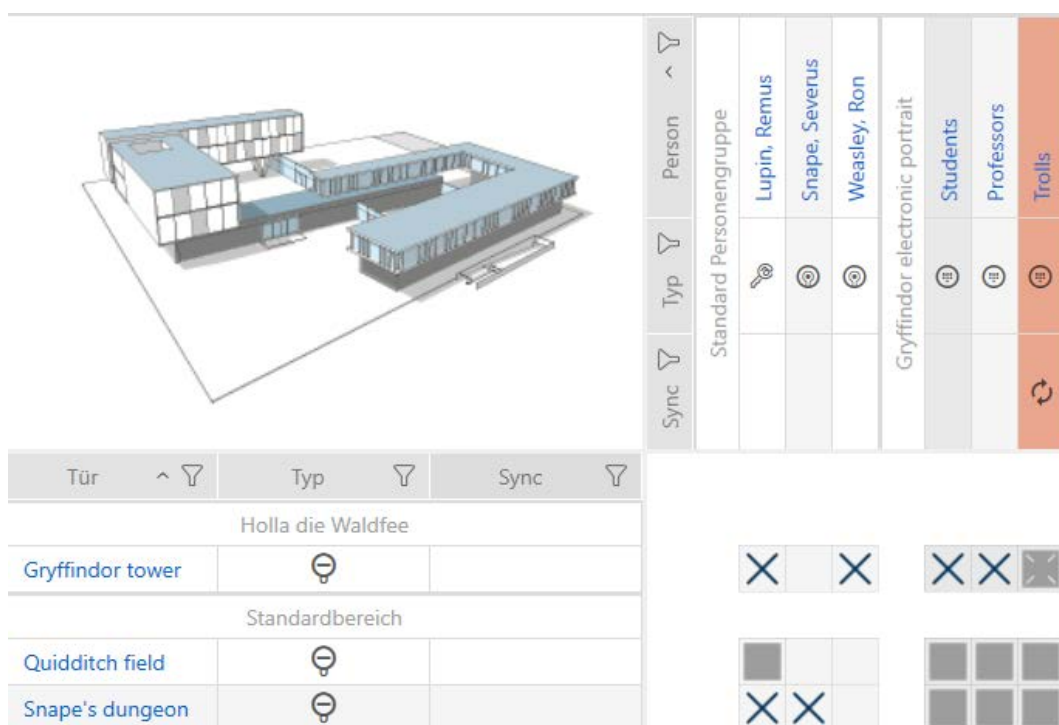 Person
Typ
Sync
Standard Personengruppe
Lupin, Remus
Snape, Severus
Weasley, Ron
Gryffindor electronic portrait
Students
Professors
Trolls
Tür Typ Sync
Holla die Waldfee
Gryffindor tower
Standardbereich
Quidditch field
Snape's dungeon